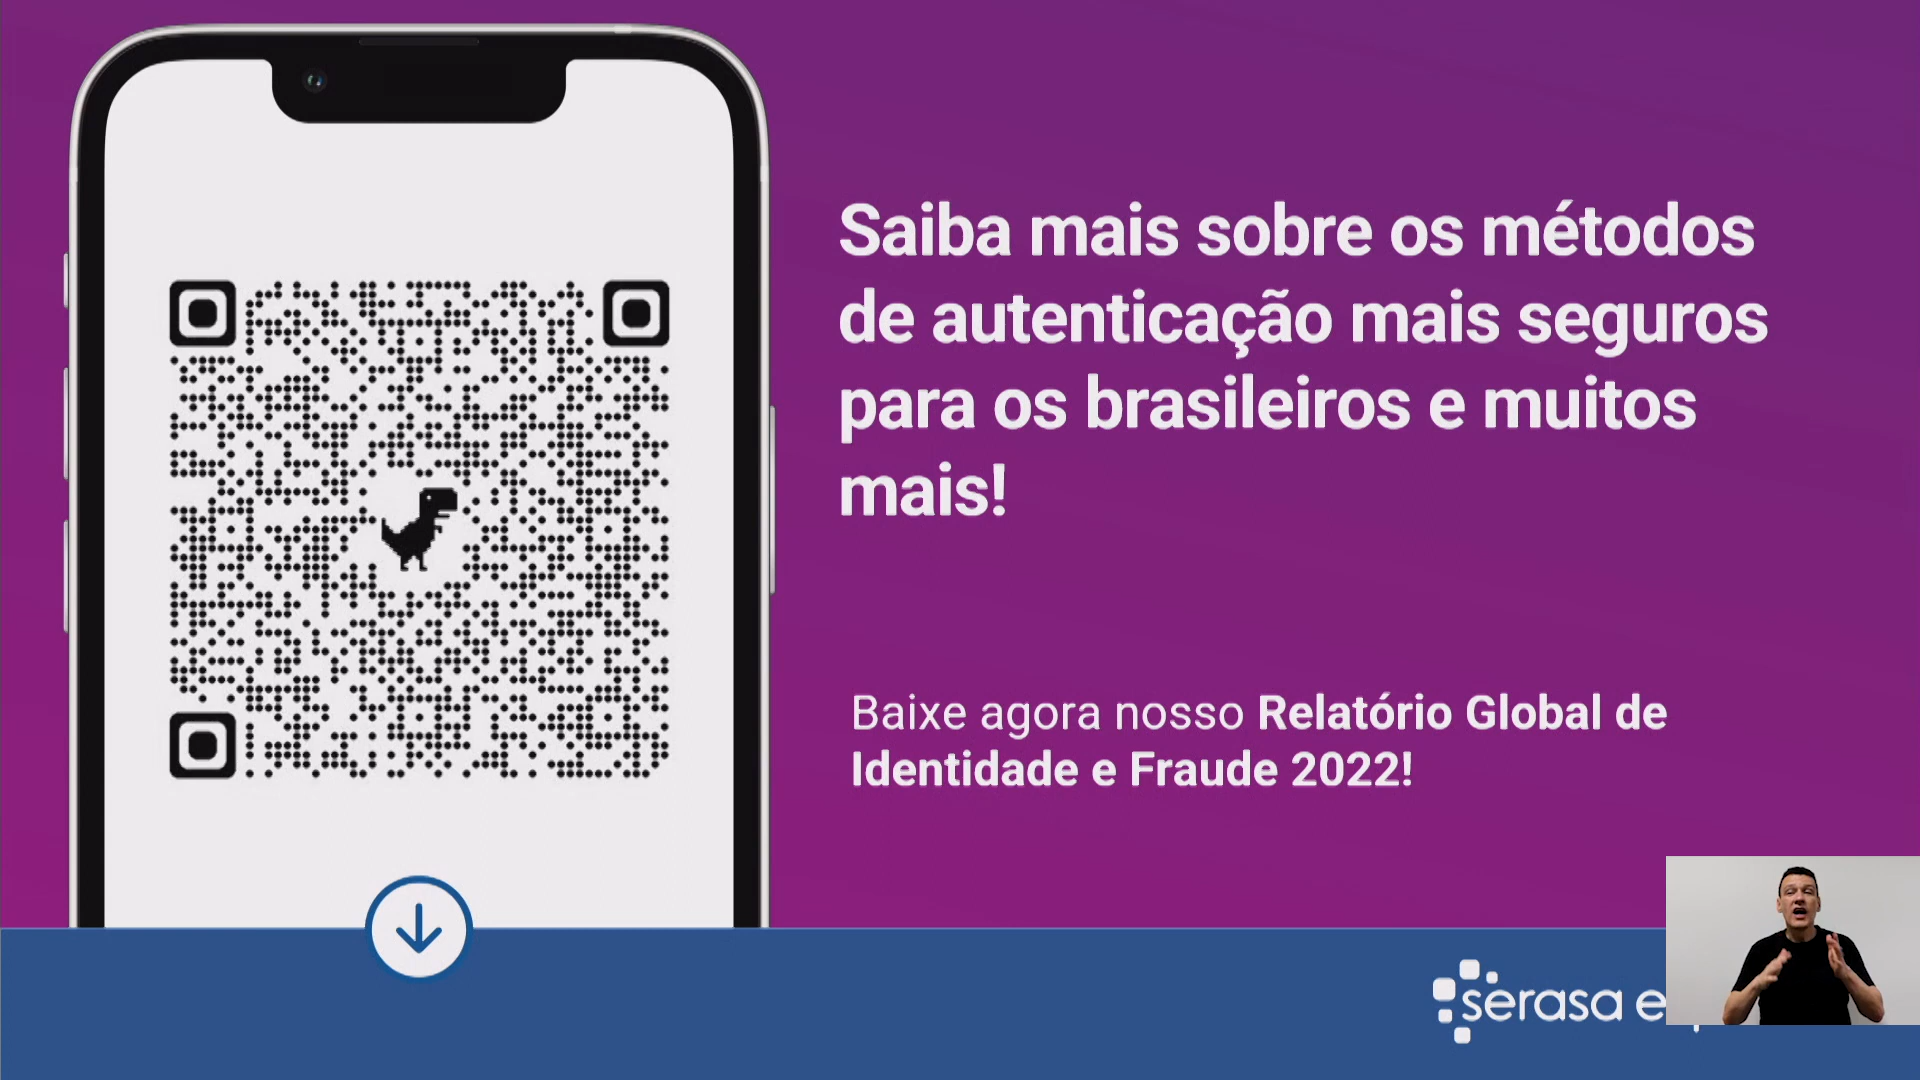 Saiba mais sobre os métodos
de autenticação mais seguros
para os brasileiros e muitos
mais!
Baixe agora nosso Relatório Global de
Identidade e Fraude 2022!
serasa